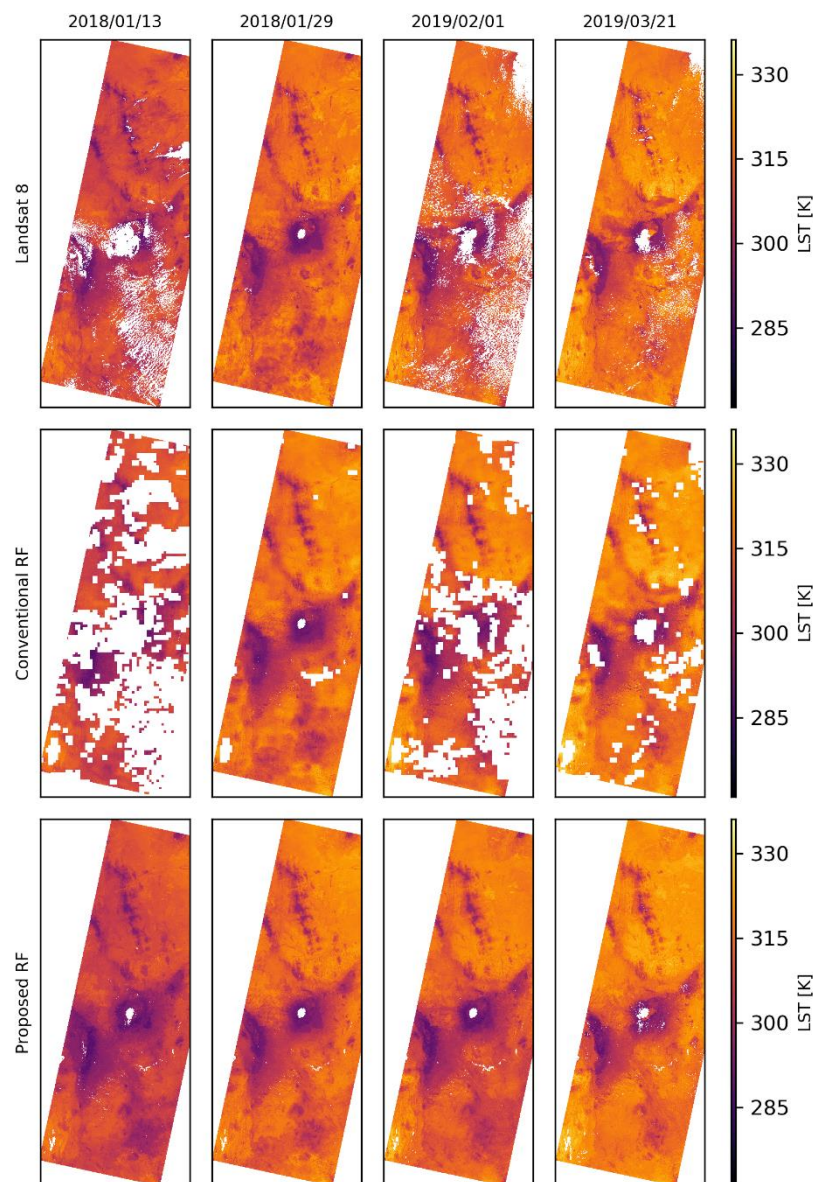 2018/01/13 2018/01/29 2019/02/01 2019/03/21
Landsat 8
330
315
300
285
LST [K]
Conventional RF
330
315
300
285
LST [K]
Proposed RF
330
315
300
285
LST [K]